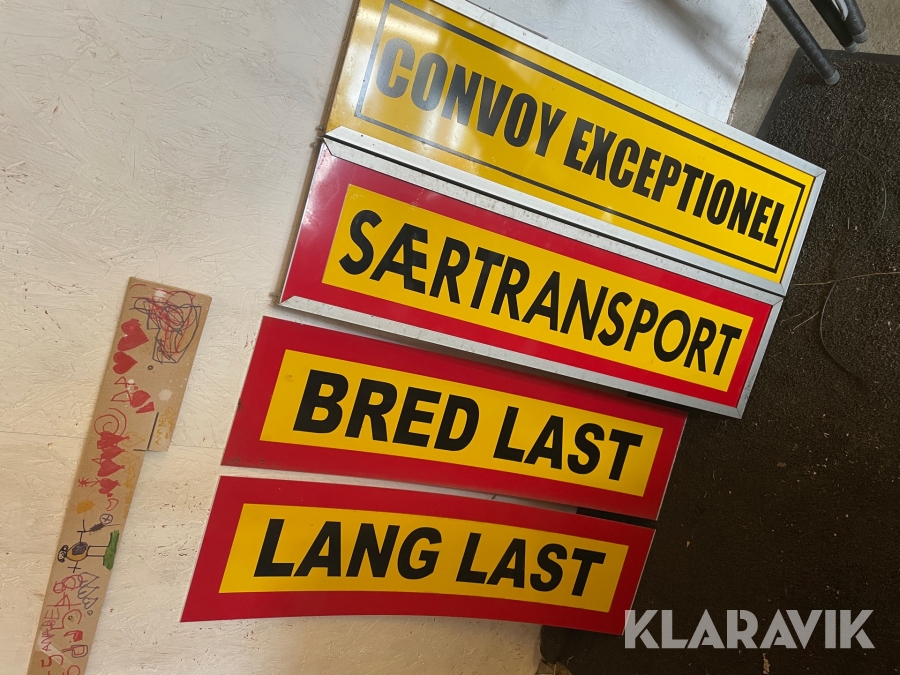 CONVOY EXCEPTIONEL
SÆRTRANSPORT
BRED LAST
LANG LAST
KLARAVIK